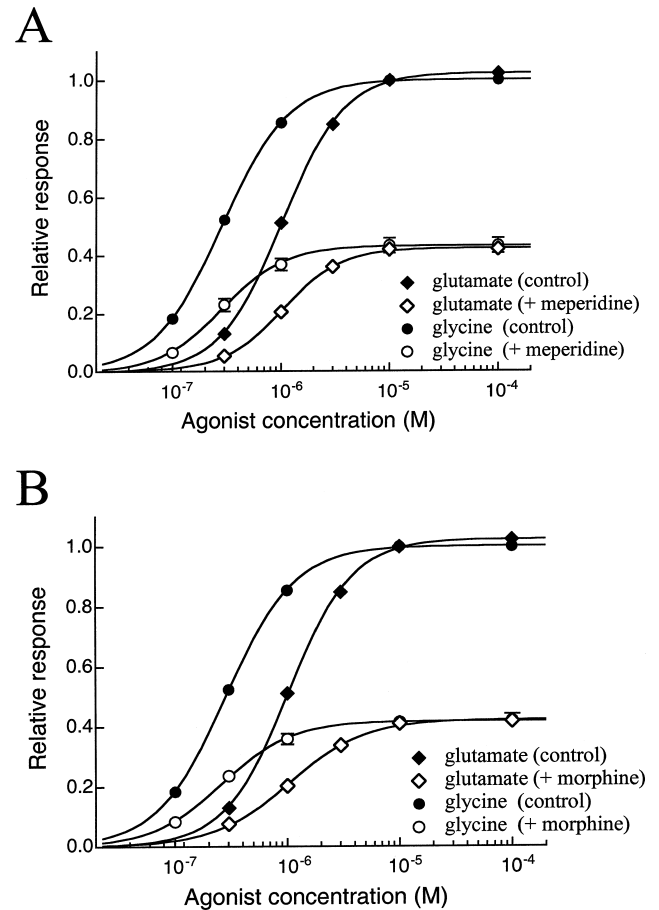 A
Relative response
1.0
0.8
0.6
0.4
0.2
0.0
glutamate (control)
glutamate (+ meperidine)
glycine (control)
glycine (+ meperidine)
10-7 10-6 10-5 10-4
Agonist concentration (M)
B
Relative response
1.0
0.8
0.6
0.4
0.2
0.0
glutamate (control)
glutamate (+ morphine)
glycine (control)
glycine (+ morphine)
10-7 10-6 10-5 10-4
Agonist concentration (M)